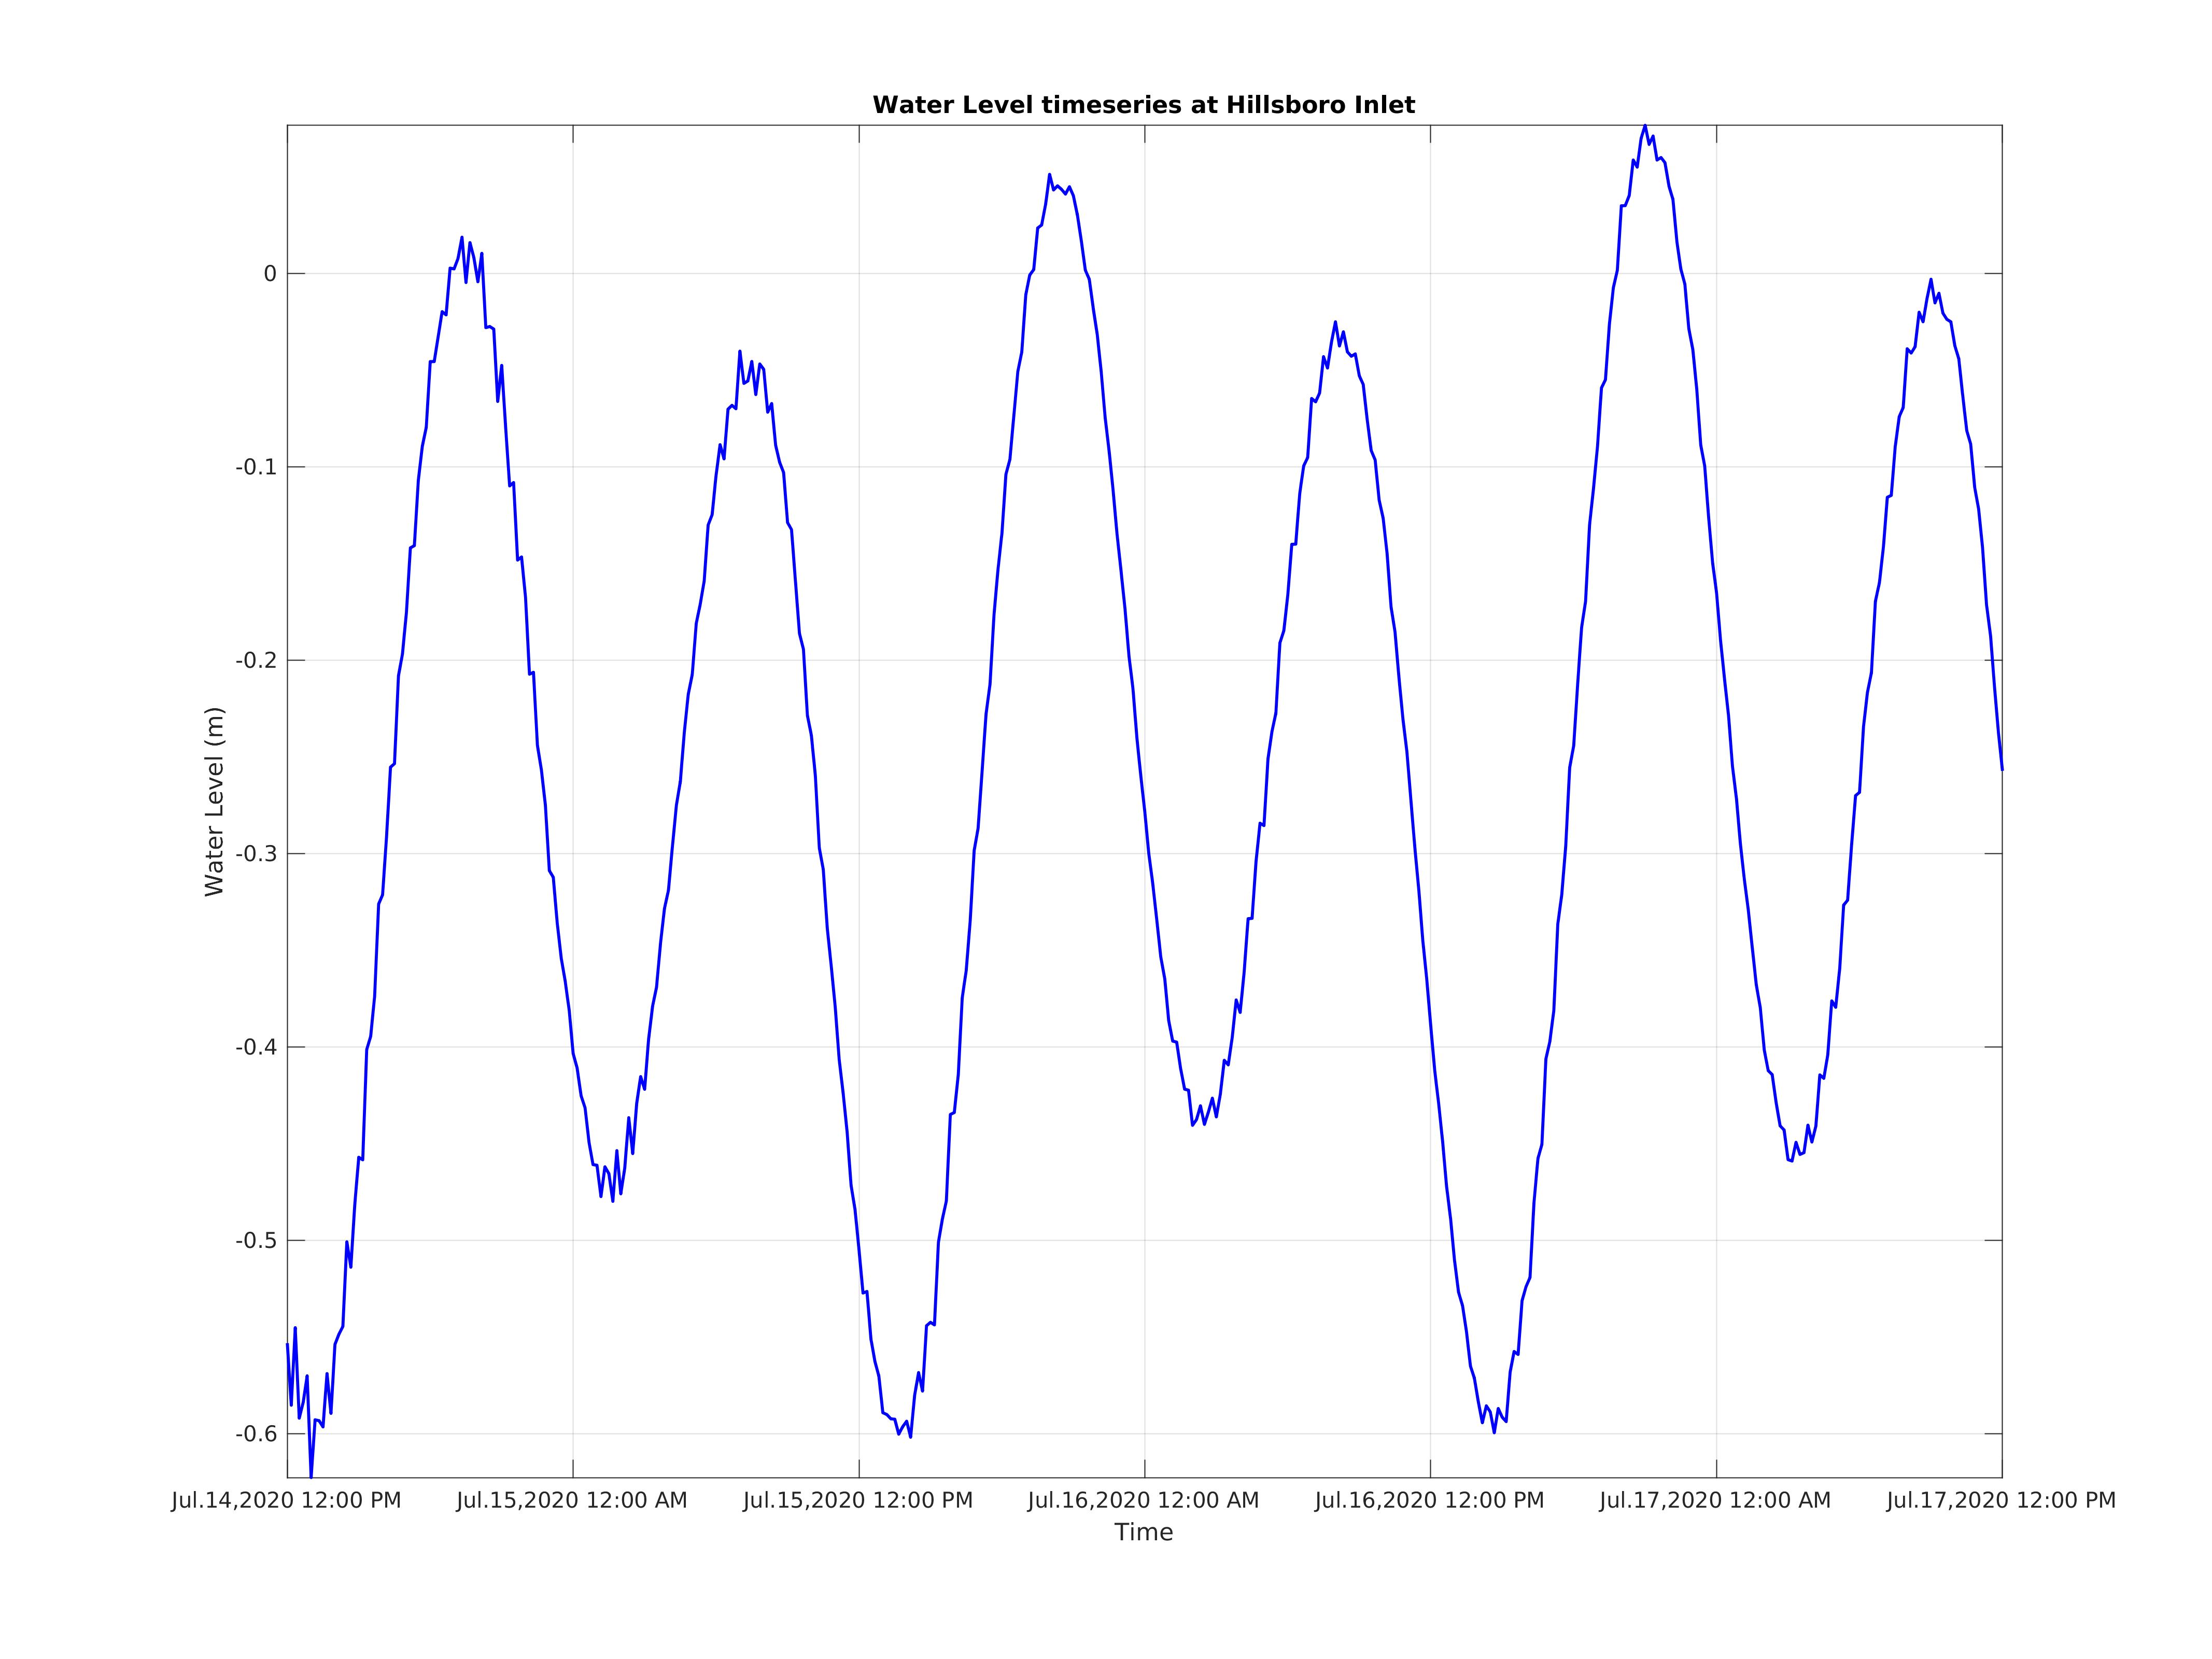 Water Level timeseries at Hillsboro Inlet
0
-0.1
-0.2
-0.3
-0.4
-0.5
-0.6
Water Level (m)
Jul.14,2020 12:00 PM Jul.15,2020 12:00 AM Jul.15,2020 12:00 PM Jul.16,2020 12:00 AM Jul.16,2020 12:00 PM Jul.17,2020 12:00 AM Jul.17,2020 12:00 PM
Time